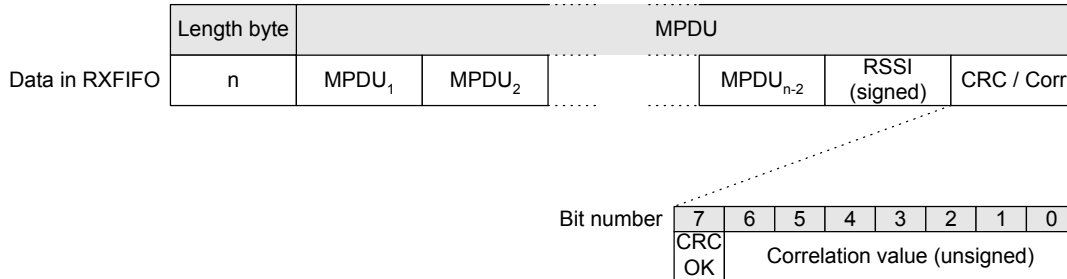 Length byte MPDU
Data in RXFIFO n MPDU₁ MPDU₂ MPDUₙ₋₂ RSSI (signed) CRC / Corr
Bit number 7 6 5 4 3 2 1 0
CRC OK Correlation value (unsigned)